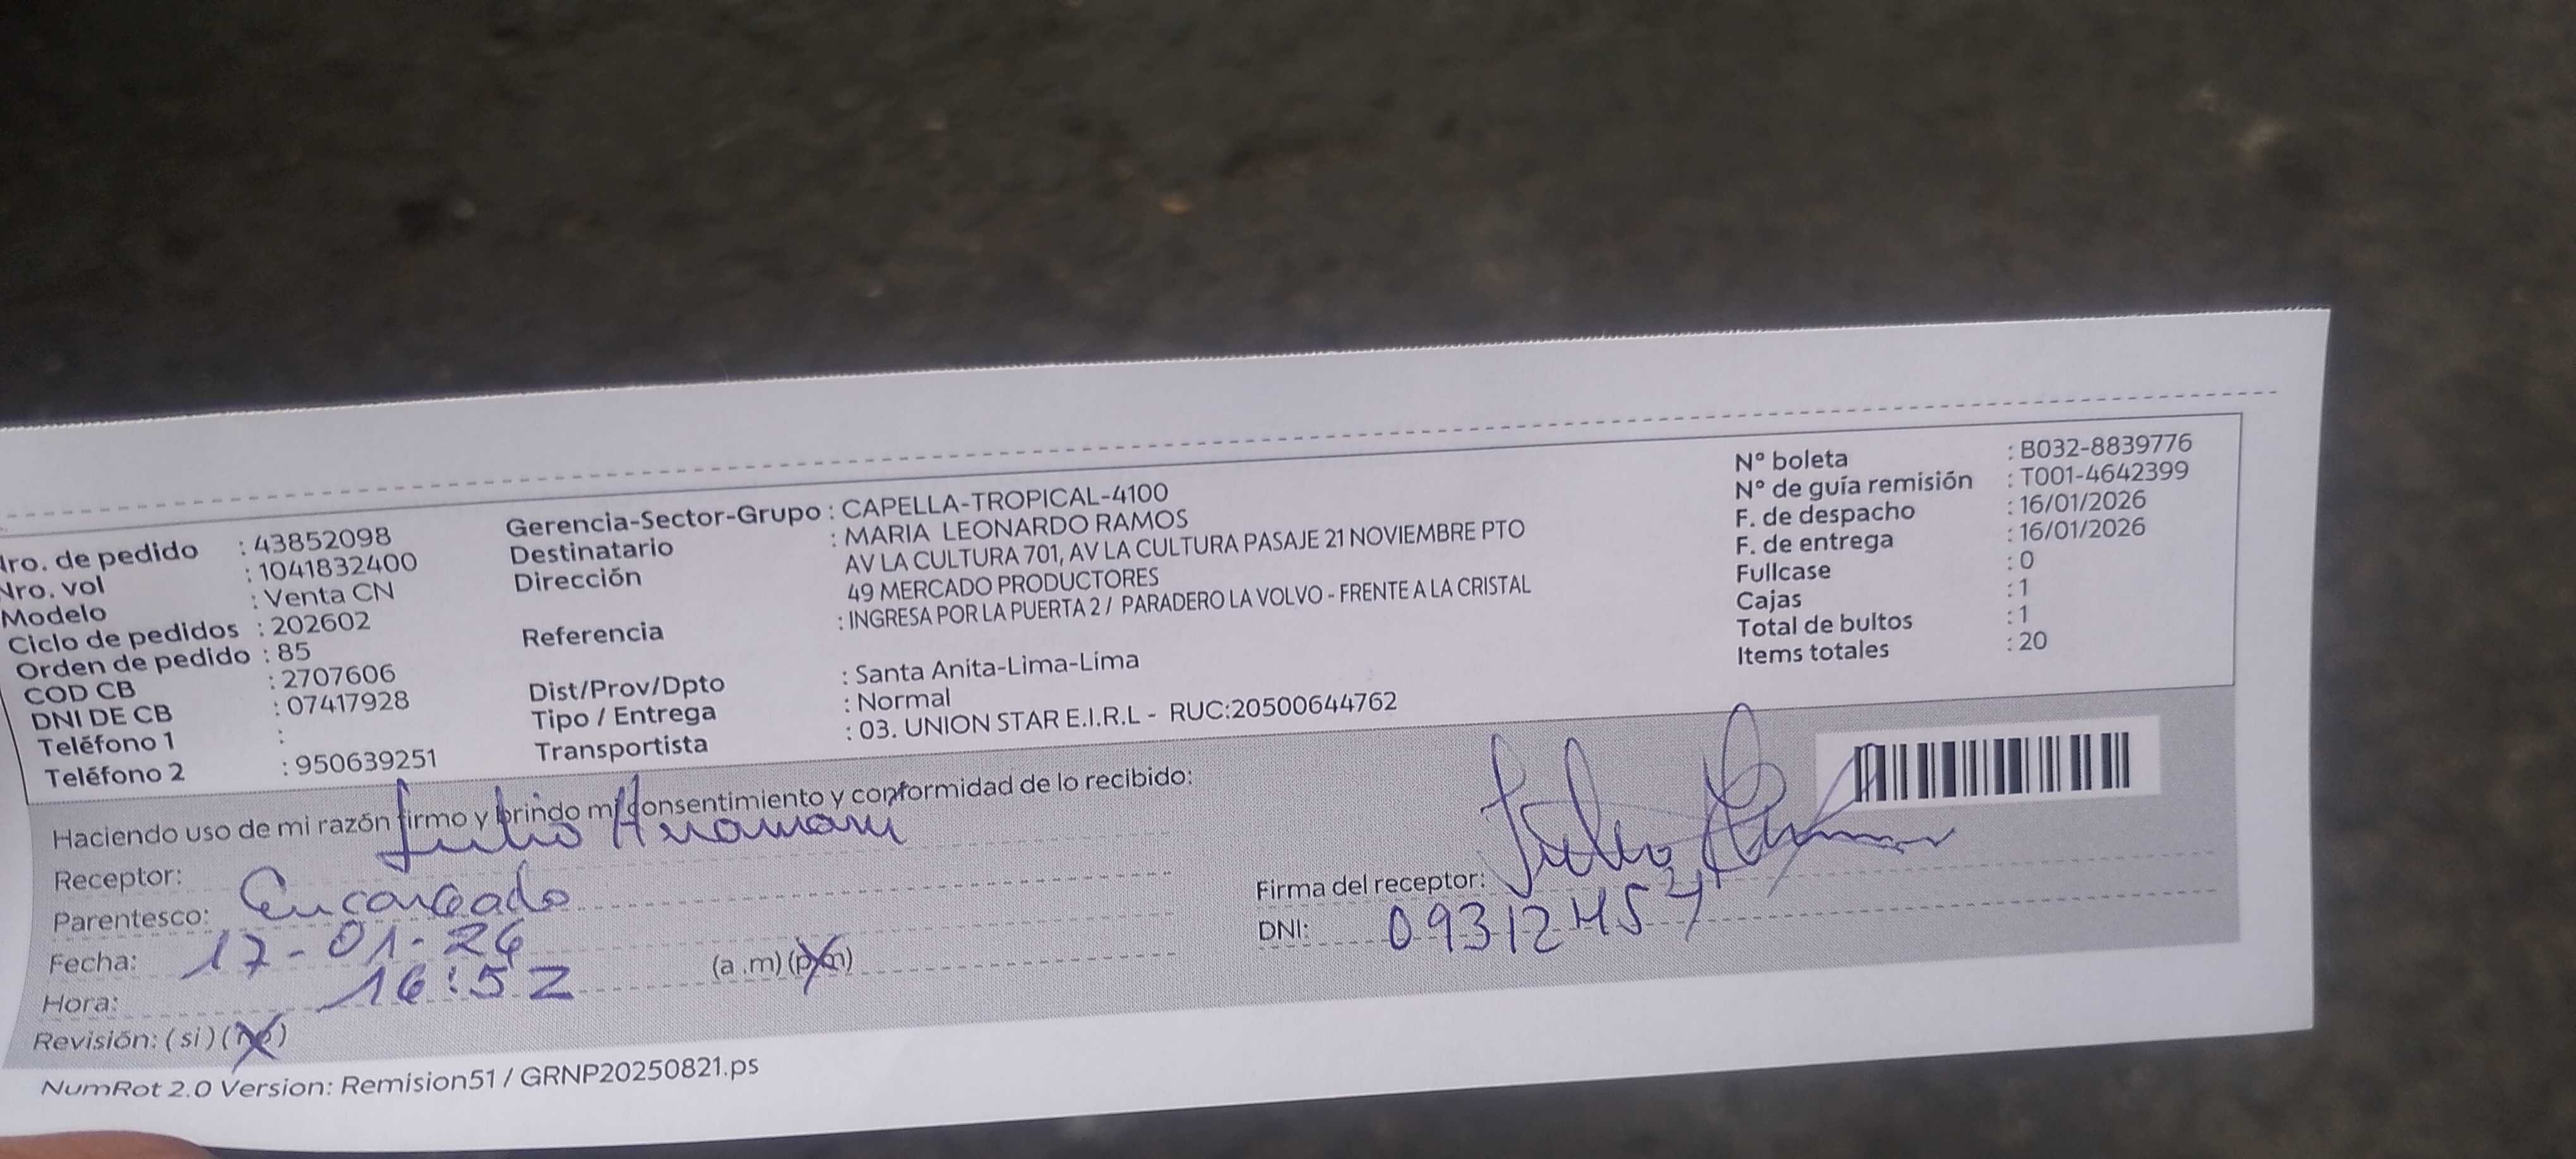 Nro. de pedido : 43852098
Nro. vol : 1041832400
Modelo : Venta CN
Ciclo de pedidos : 202602
Orden de pedido : 85
COD CB : 2707606
DNI DE CB : 07417928
Teléfono 1 :
Teléfono 2 : 950639251
Gerencia-Sector-Grupo : CAPELLA-TROPICAL-4100
Destinatario : MARIA LEONARDO RAMOS
Dirección AV LA CULTURA 701, AV LA CULTURA PASAJE 21 NOVIEMBRE PTO
49 MERCADO PRODUCTORES
Referencia : INGRESA POR LA PUERTA 2 / PARADERO LA VOLVO - FRENTE A LA CRISTAL
Dist/Prov/Dpto : Santa Anita-Lima-Lima
Tipo / Entrega : Normal
Transportista : 03. UNION STAR E.I.R.L - RUC:20500644762
N° boleta : B032-8839776
N° de guía remisión : T001-4642399
F. de despacho : 16/01/2026
F. de entrega : 16/01/2026
Fullcase : 0
Cajas : 1
Total de bultos : 1
Items totales : 20
Haciendo uso de mi razón firmo y brindo mi consentimiento y conformidad de lo recibido:
Receptor: Julio Huamani
Parentesco: Encargado
Fecha: 17-01-26
Hora: 16:52 (a.m) (p.m)
Revisión: (si) (no)
Firma del receptor:
DNI:
NumRot 2.0 Version: Remision51 / GRNP20250821.ps